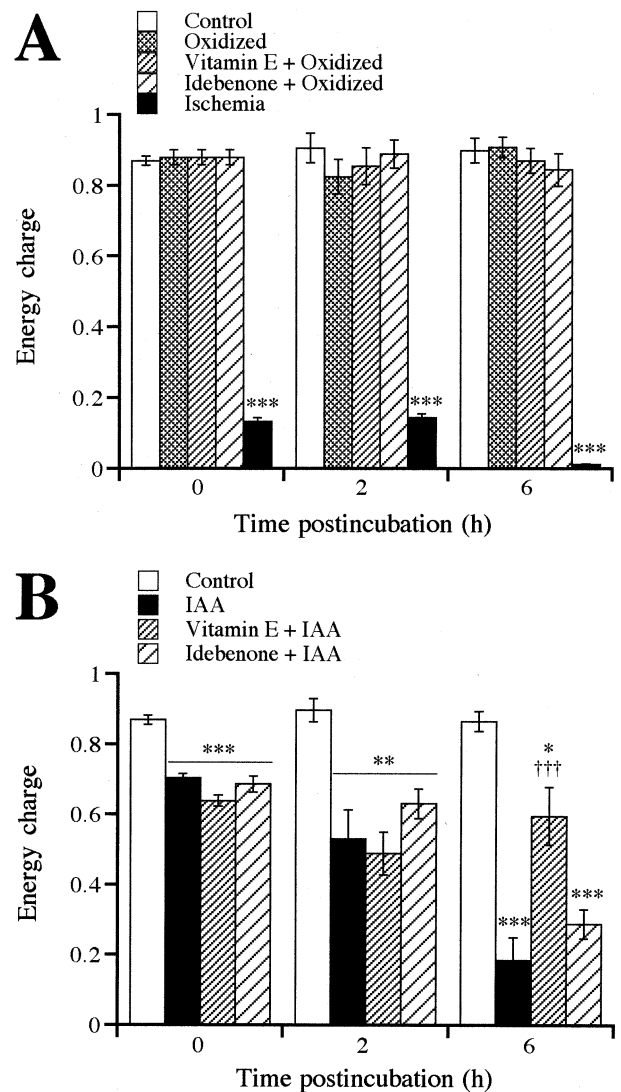 A
Control
Oxidized
Vitamin E + Oxidized
Idebenone + Oxidized
Ischemia
1
0.8
0.6
0.4
0.2
0
Energy charge
***
***
***
0
2
6
Time postincubation (h)
B
Control
IAA
Vitamin E + IAA
Idebenone + IAA
1
0.8
0.6
0.4
0.2
0
Energy charge
***
**
*
†††
***
***
0
2
6
Time postincubation (h)